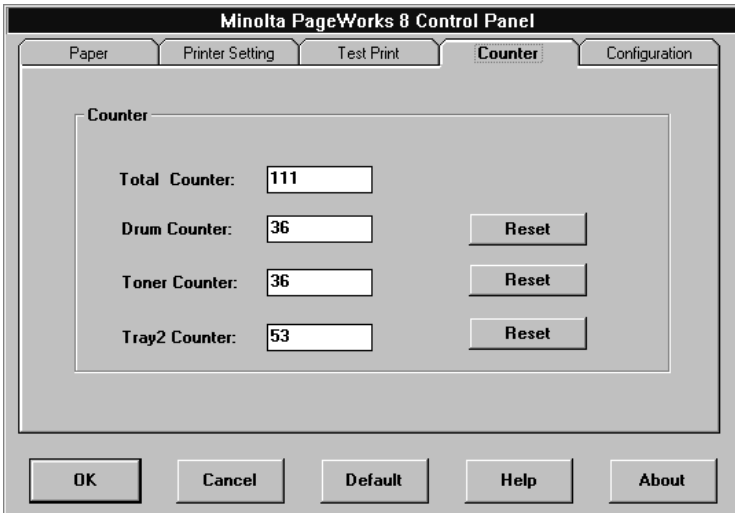 Minolta PageWorks 8 Control Panel
Paper Printer Setting Test Print Counter Configuration
Counter
Total Counter: 111
Drum Counter: 36 Reset
Toner Counter: 36 Reset
Tray2 Counter: 53 Reset
OK Cancel Default Help About